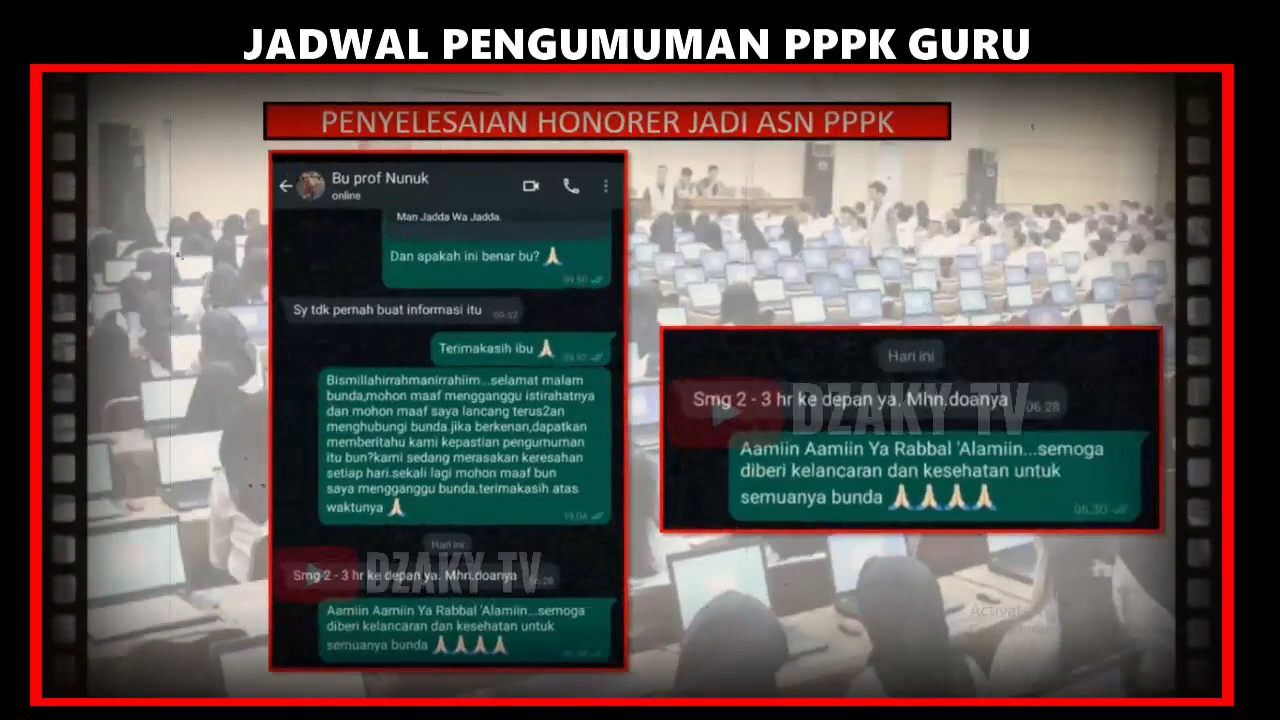 JADWAL PENGUMUMAN PPPK GURU
PENYELESAIAN HONORER JADI ASN PPPK
Bu prof Nunuk
online
Man Jadda Wa Jadda.
Dan apakah ini benar bu? 🙏
09.50
Sy tdk pernah buat informasi itu
09.52
Terimakasih ibu 🙏
09.52
Bismillahirrahmanirrahiim...selamat malam
bunda,mohon maaf mengganggu istirahatnya
dan mohon maaf saya lancang terus2an
menghubungi bunda.jika berkenan,dapatkan
memberitahu kami kepastian pengumuman
itu bun?kami sedang merasakan keresahan
setiap hari.sekali lagi mohon maaf bun
saya mengganggu bunda.terimakasih atas
waktunya 🙏
19.04
Hari ini
Smg 2 - 3 hr ke depan ya. Mhn.doanya
06.28
DZAKY TV
Aamiin Aamiin Ya Rabbal 'Alamiin...semoga
diberi kelancaran dan kesehatan untuk
semuanya bunda 🙏🙏🙏🙏
Hari ini
Smg 2 - 3 hr ke depan ya. Mhn.doanya
06.28
DZAKY TV
Aamiin Aamiin Ya Rabbal 'Alamiin...semoga
diberi kelancaran dan kesehatan untuk
semuanya bunda 🙏🙏🙏🙏
06.30